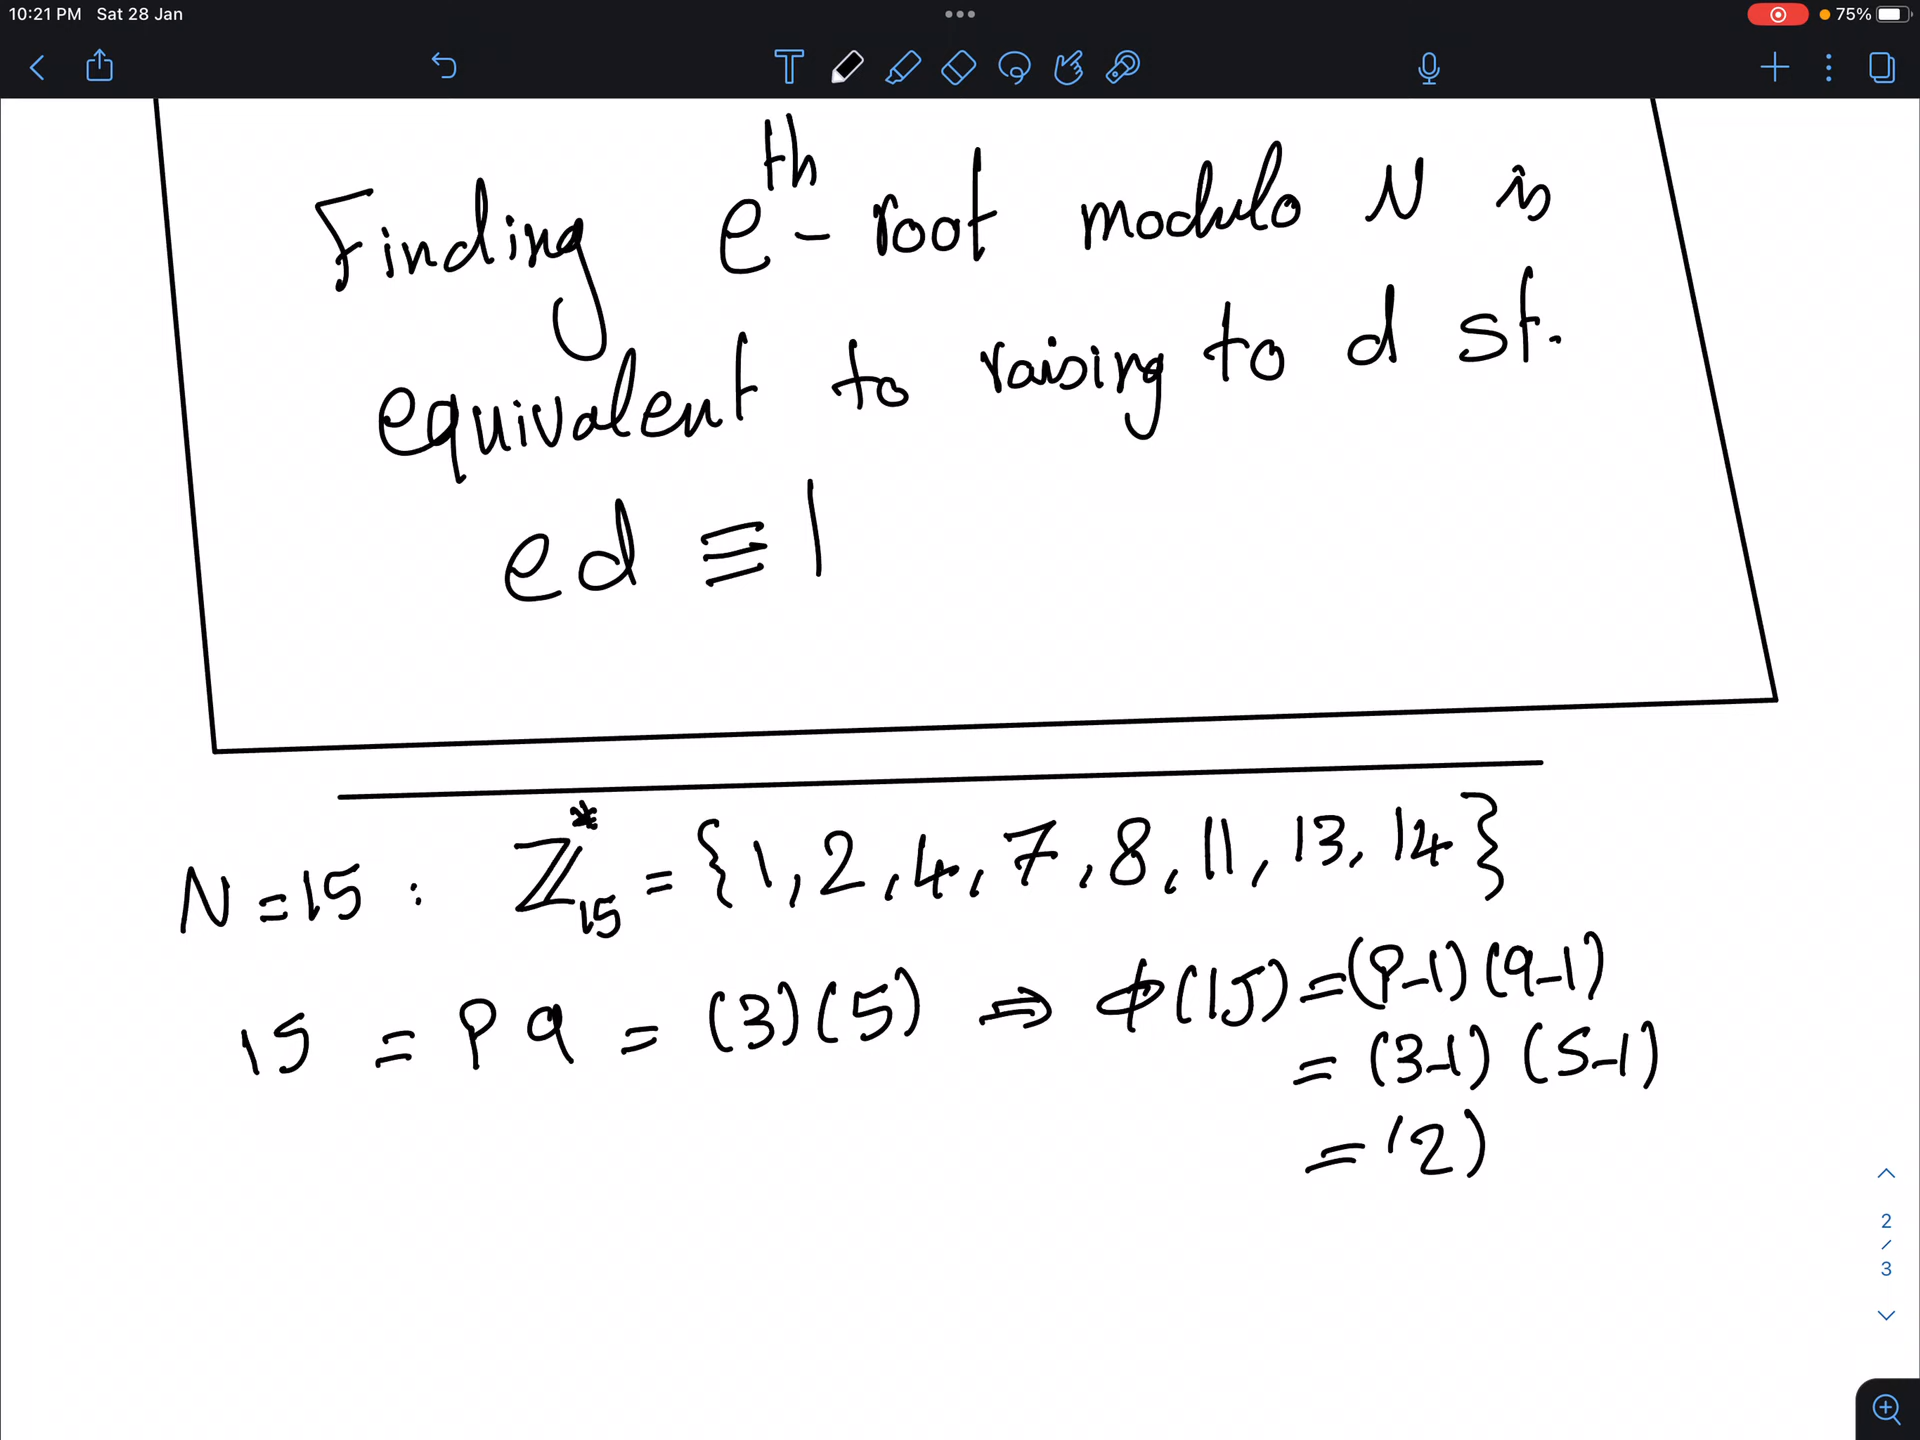 10:21 PM Sat 28 Jan
75%
Finding e^th - root modulo N is
equivalent to raising to d st.
ed ≡ 1
N = 15 : ℤ*₁₅ = {1, 2, 4, 7, 8, 11, 13, 14}
15 = P q = (3)(5) ⇒ ϕ(15) = (P-1)(q-1)
= (3-1) (5-1)
= (2)
2
/
3